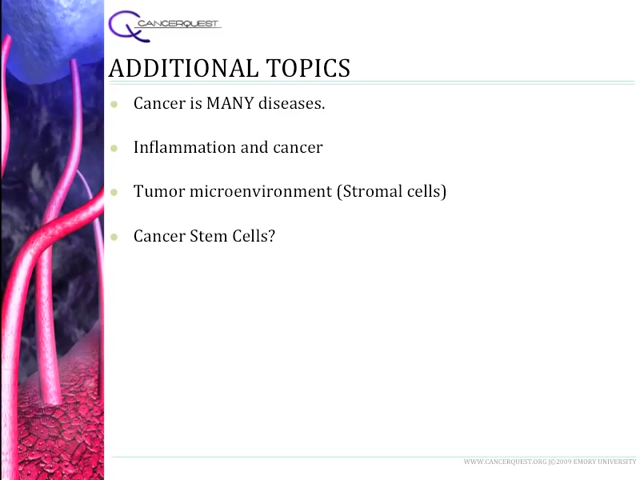 CANCERQUEST
ADDITIONAL TOPICS
Cancer is MANY diseases.
Inflammation and cancer
Tumor microenvironment (Stromal cells)
Cancer Stem Cells?
WWW.CANCERQUEST.ORG |©2009 EMORY UNIVERSITY